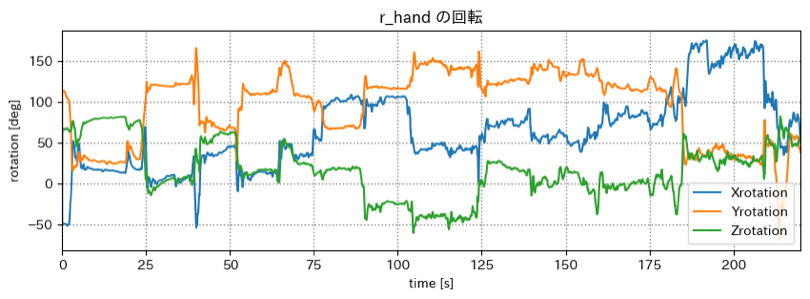 r_hand の回転
rotation [deg]
150
100
50
0
−50
0 25 50 75 100 125 150 175 200
time [s]
Xrotation
Yrotation
Zrotation